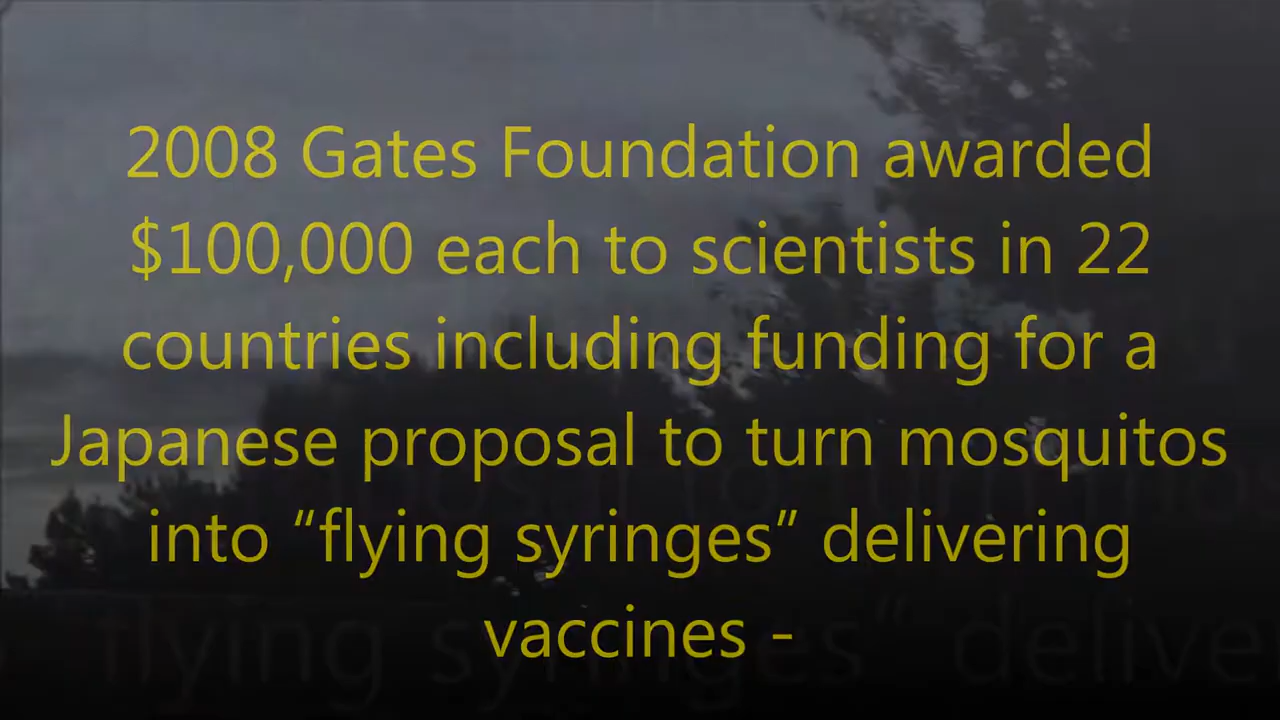 2008 Gates Foundation awarded
$100,000 each to scientists in 22
countries including funding for a
Japanese proposal to turn mosquitos
into “flying syringes” delivering
vaccines -